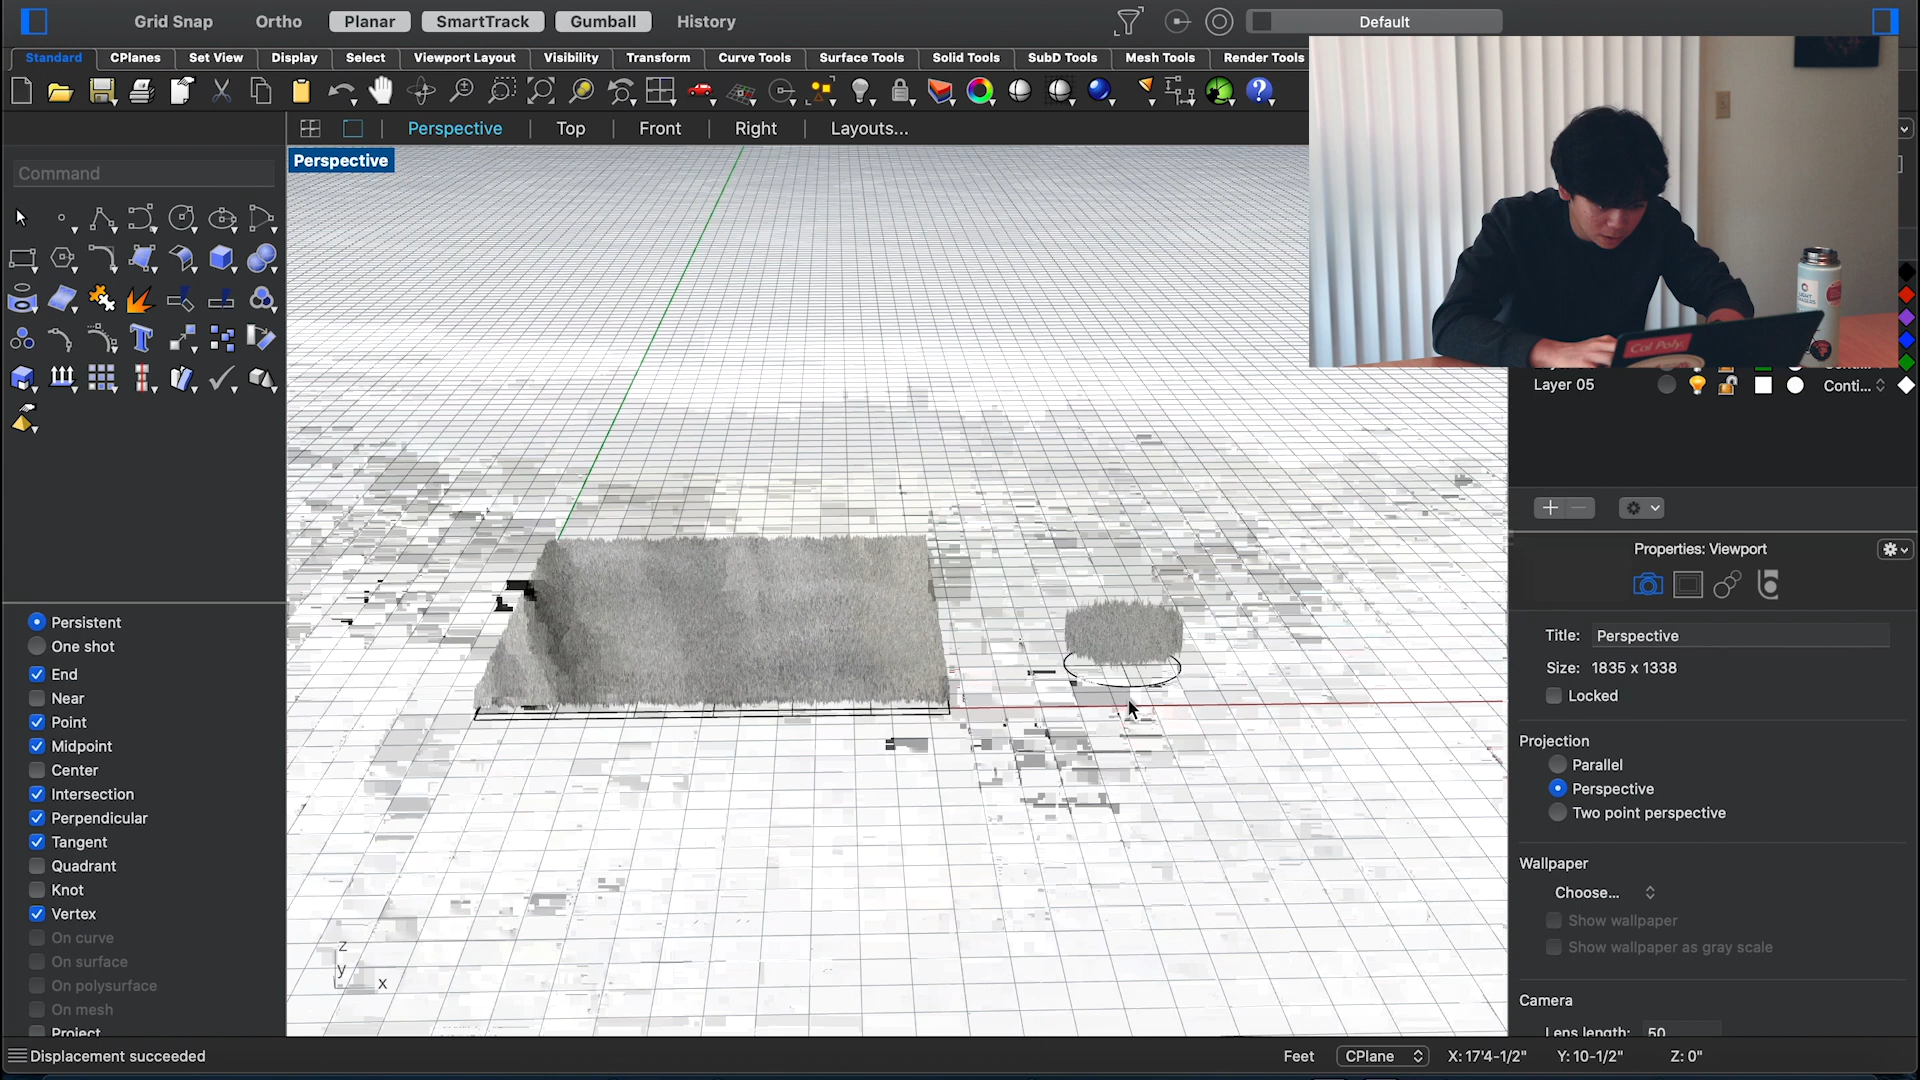 Grid Snap
Ortho
Planar
SmartTrack
Gumball
History
Default
Standard
CPlanes
Set View
Display
Select
Viewport Layout
Visibility
Transform
Curve Tools
Surface Tools
Solid Tools
SubD Tools
Mesh Tools
Render Tools
Perspective
Top
Front
Right
Layouts...
Command
Perspective
Cal Poly
Layer 05
Conti...
Properties: Viewport
Title: Perspective
Size: 1835 x 1338
Locked
Projection
Parallel
Perspective
Two point perspective
Wallpaper
Choose...
Show wallpaper
Show wallpaper as gray scale
Camera
Lens length: 50
Persistent
One shot
End
Near
Point
Midpoint
Center
Intersection
Perpendicular
Tangent
Quadrant
Knot
Vertex
On curve
On surface
On polysurface
On mesh
Project
z
y
x
Displacement succeeded
Feet
CPlane
X: 17'4-1/2"
Y: 10-1/2"
Z: 0"